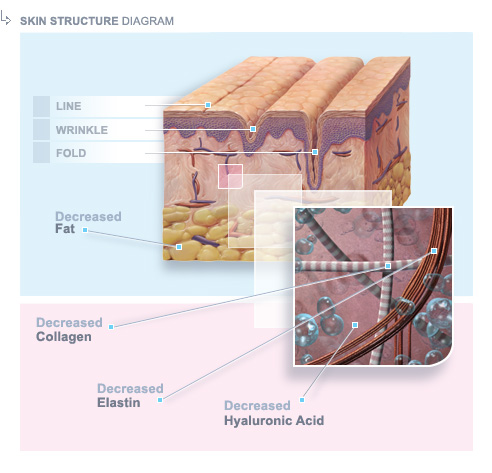 SKIN STRUCTURE DIAGRAM
LINE
WRINKLE
FOLD
Decreased
Fat
Decreased
Collagen
Decreased
Elastin
Decreased
Hyaluronic Acid